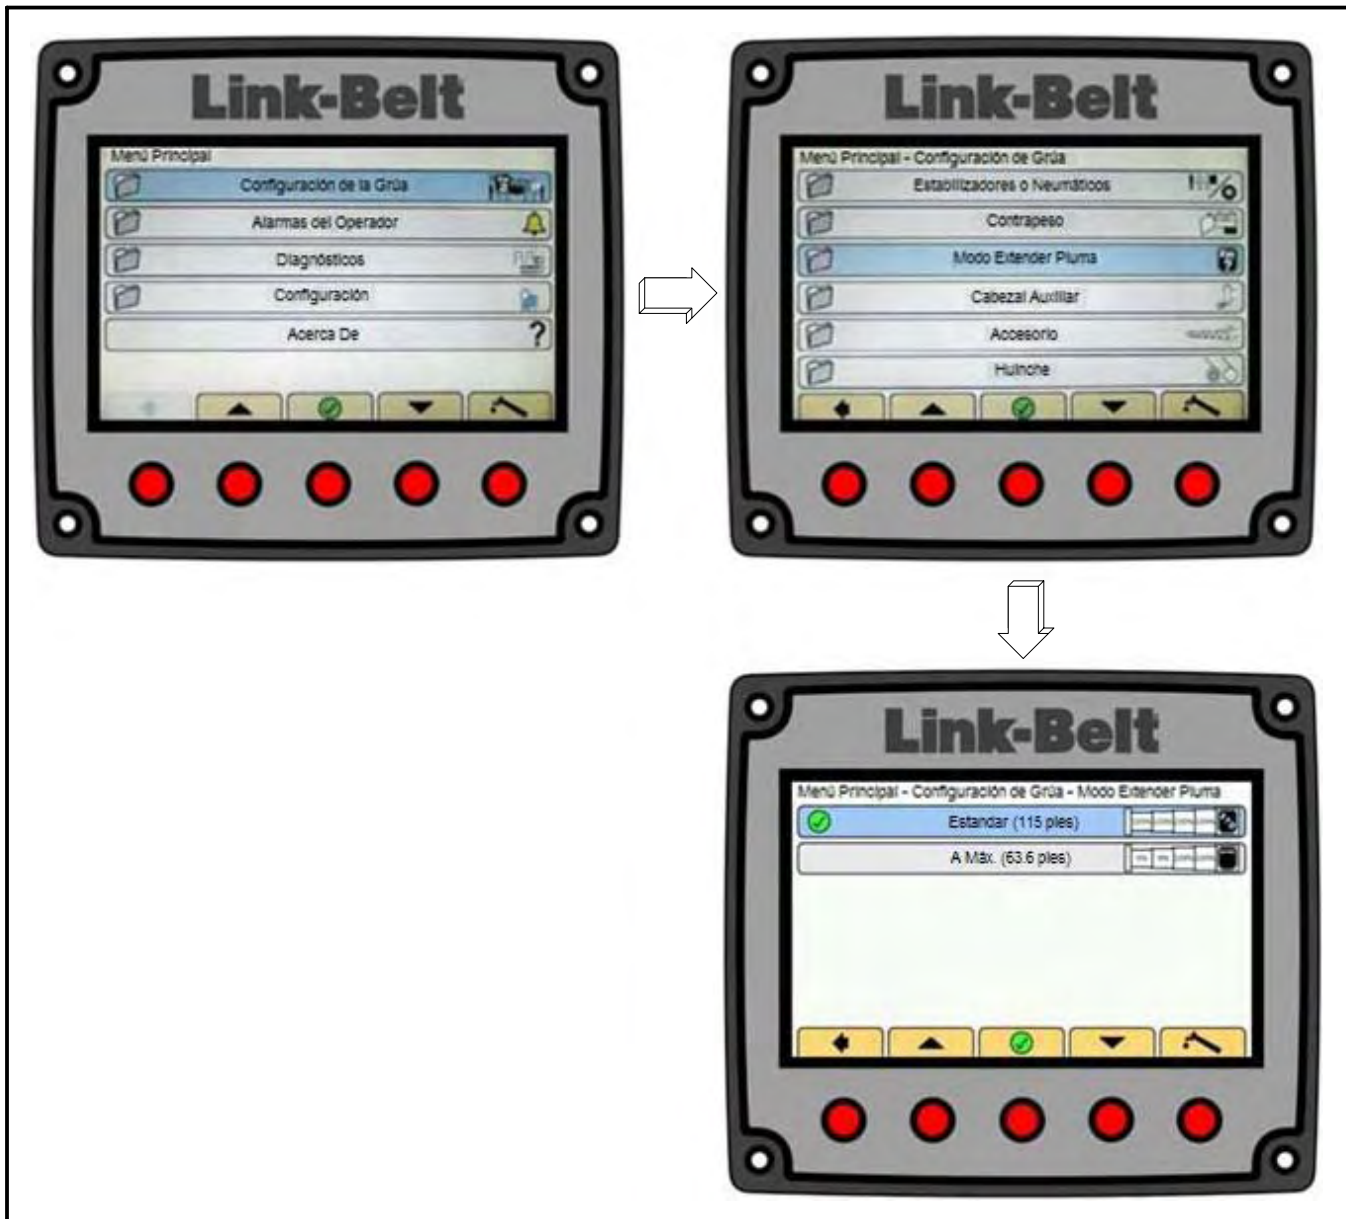 Link-Belt
Menú Principal
Configuración de la Grúa
Alarmas del Operador
Diagnósticos
Configuración
Acerca De
?
Link-Belt
Menú Principal - Configuración de Grúa
Estabilizadores o Neumáticos
Contrapeso
Modo Extender Pluma
Cabezal Auxiliar
Accesorio
Huinche
Link-Belt
Menú Principal - Configuración de Grúa - Modo Extender Pluma
Estandar (115 pies)
A Máx. (63.6 pies)